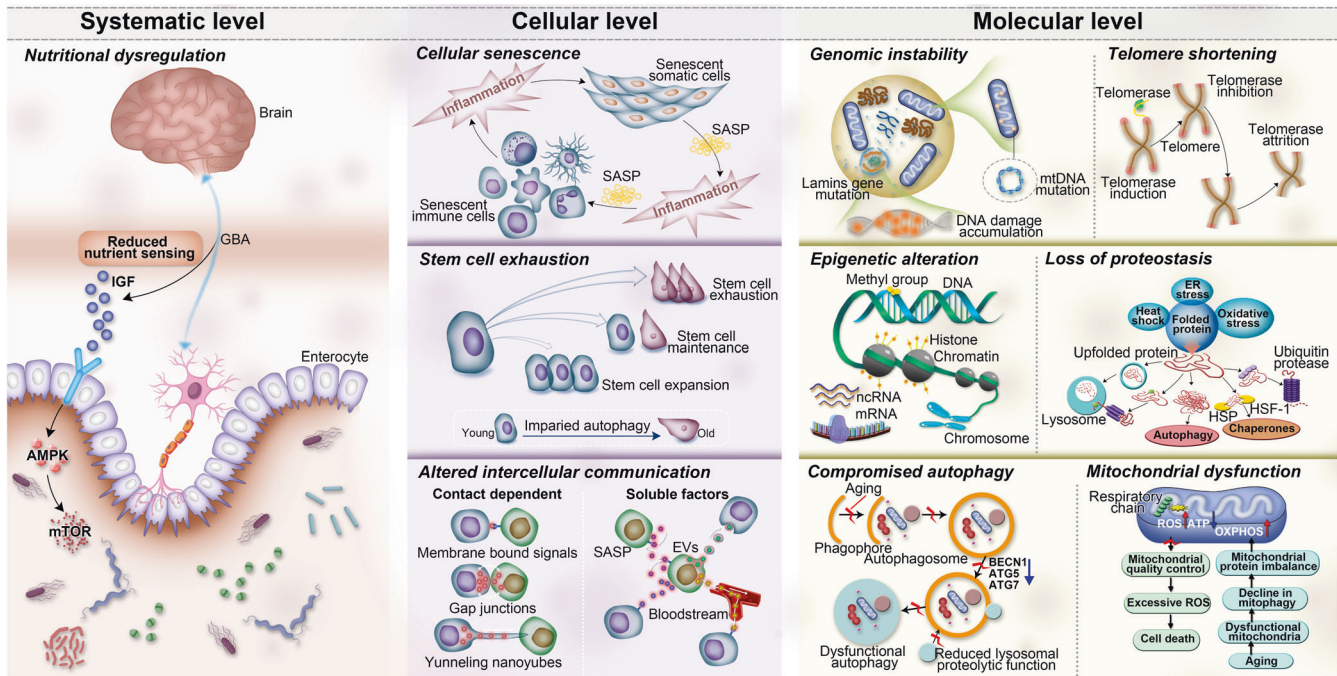 Systematic level
Cellular level
Molecular level
Nutritional dysregulation
Brain
Reduced
nutrient sensing
GBA
IGF
Enterocyte
AMPK
mTOR
Cellular senescence
Inflammation
Senescent
somatic cells
SASP
SASP
Inflammation
Senescent
immune cells
Stem cell exhaustion
Stem cell
exhaustion
Stem cell
maintenance
Stem cell expansion
Young
Imparied autophagy
Old
Altered intercellular communication
Contact dependent
Membrane bound signals
Gap junctions
Yunneling nanoyubes
Soluble factors
SASP
EVs
Bloodstream
Genomic instability
Lamins gene
mutation
mtDNA
mutation
DNA damage
accumulation
Telomere shortening
Telomerase
Telomerase
inhibition
Telomere
Telomerase
attrition
Telomerase
induction
Epigenetic alteration
Methyl group
DNA
Histone
Chromatin
ncRNA
mRNA
Chromosome
Loss of proteostasis
ER
stress
Heat
shock
Folded
protein
Oxidative
stress
Upfolded protein
Ubiquitin
protease
Lysosome
HSP
HSF-1
Autophagy
Chaperones
Compromised autophagy
Aging
Phagophore
Autophagosome
BECN1
ATG5
ATG7
Dysfunctional
autophagy
Reduced lysosomal
proteolytic function
Mitochondrial dysfunction
Respiratory
chain
ROS
ATP
OXPHOS
Mitochondrial
quality control
Excessive ROS
Cell death
Mitochondrial
protein imbalance
Decline in
mitophagy
Dysfunctional
mitochondria
Aging